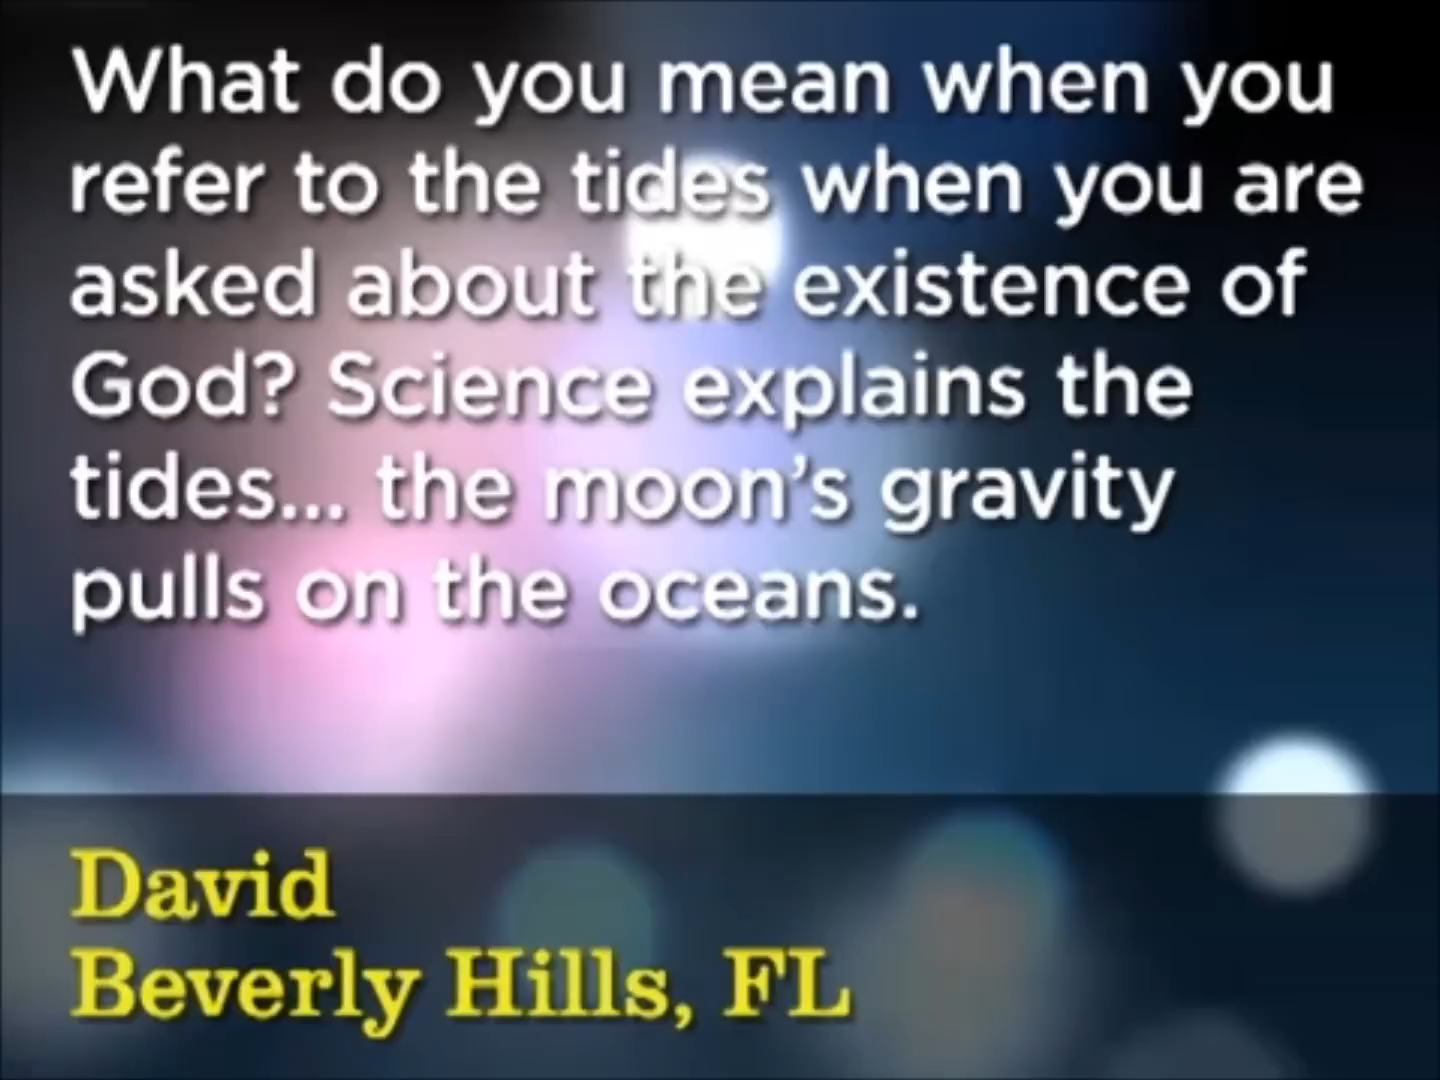 What do you mean when you
refer to the tides when you are
asked about the existence of
God? Science explains the
tides... the moon's gravity
pulls on the oceans.
David
Beverly Hills, FL